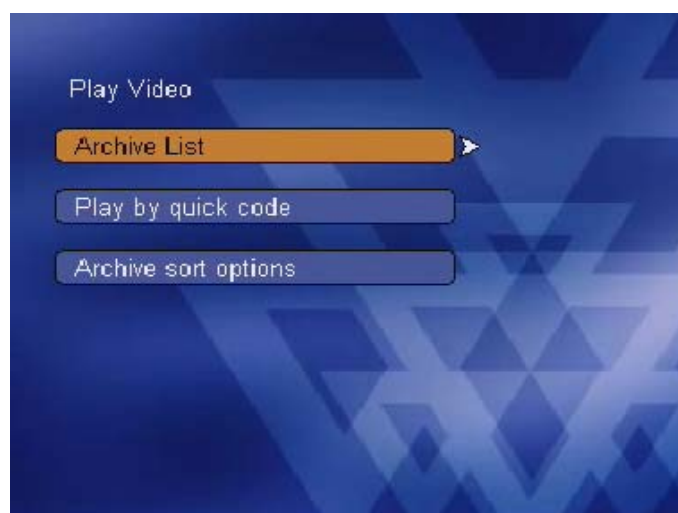 Play Video
Archive List
Play by quick code
Archive sort options